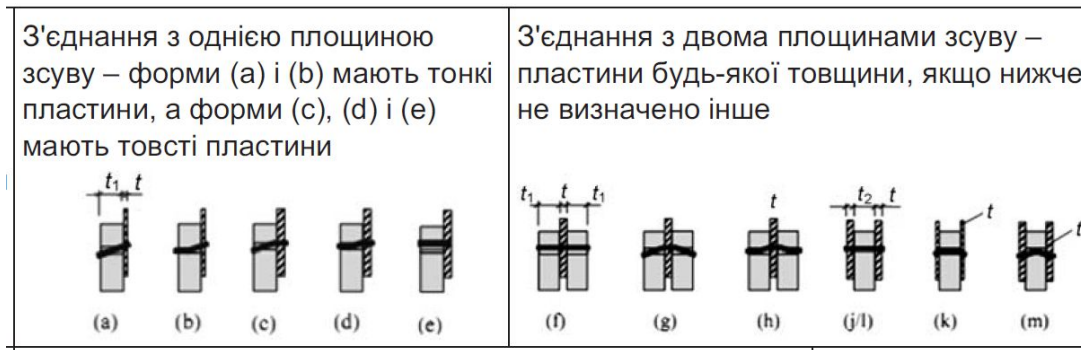 З'єднання з однією площиною
зсуву – форми (a) і (b) мають тонкі
пластини, а форми (c), (d) і (e)
мають товсті пластини
t₁ t
(a) (b) (c) (d) (e)
З'єднання з двома площинами зсуву –
пластини будь-якої товщини, якщо нижче
не визначено інше
t₁ t t₁ t t₂ t t t
(f) (g) (h) (j/l) (k) (m)